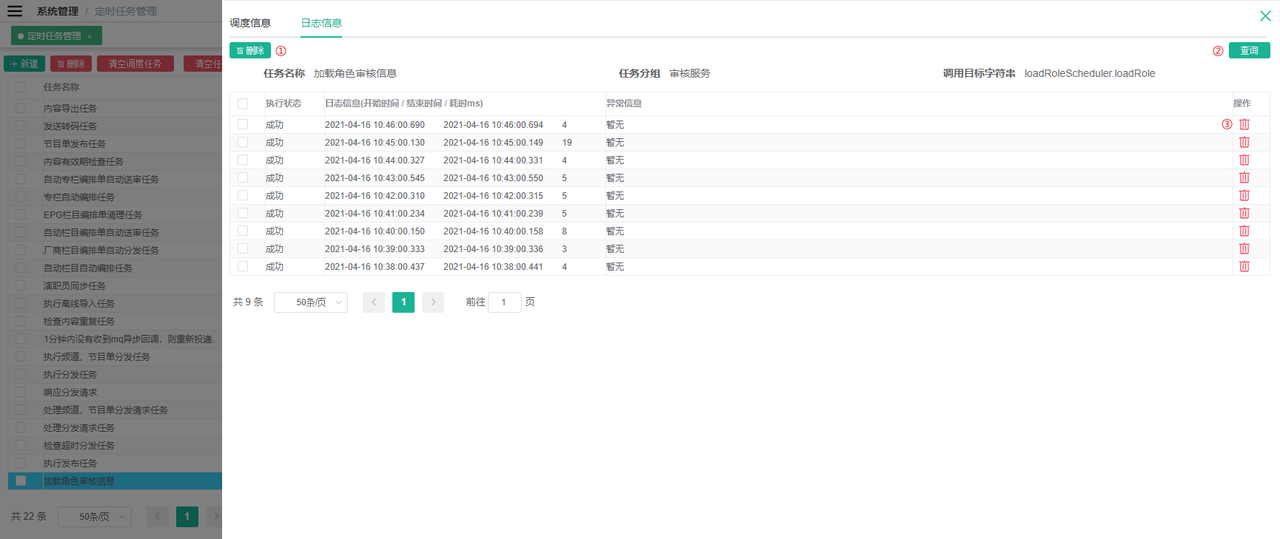 系统管理 / 定时任务管理
定时任务管理 ×
+ 新建 删除 清空调度任务 清空任
任务名称
内容导出任务
发送转码任务
节目单发布任务
内容有效期检查任务
自动专栏编排单自动送审任务
专栏自动编排任务
EPG栏目编排单清理任务
自动栏目编排单自动送审任务
厂商栏目编排单自动分发任务
自动栏目自动编排任务
演职员同步任务
执行离线导入任务
检查内容重复任务
1分钟内没有收到mq异步回调，则重新投递.
执行频道、节目单分发任务
执行分发任务
响应分发请求
处理频道、节目单分发请求任务
处理分发请求任务
检查超时分发任务
执行发布任务
加载角色审核信息
共 22 条 50条/页 < 1 >
调度信息 日志信息
删除 ① ② 查询
任务名称 加载角色审核信息 任务分组 审核服务 调用目标字符串 loadRoleScheduler.loadRole
执行状态 日志信息(开始时间 / 结束时间 / 耗时ms) 异常信息 操作
成功 2021-04-16 10:46:00.690 2021-04-16 10:46:00.694 4 暂无 ③
成功 2021-04-16 10:45:00.130 2021-04-16 10:45:00.149 19 暂无
成功 2021-04-16 10:44:00.327 2021-04-16 10:44:00.331 4 暂无
成功 2021-04-16 10:43:00.545 2021-04-16 10:43:00.550 5 暂无
成功 2021-04-16 10:42:00.310 2021-04-16 10:42:00.315 5 暂无
成功 2021-04-16 10:41:00.234 2021-04-16 10:41:00.239 5 暂无
成功 2021-04-16 10:40:00.150 2021-04-16 10:40:00.158 8 暂无
成功 2021-04-16 10:39:00.333 2021-04-16 10:39:00.336 3 暂无
成功 2021-04-16 10:38:00.437 2021-04-16 10:38:00.441 4 暂无
共 9 条 50条/页 < 1 > 前往 1 页